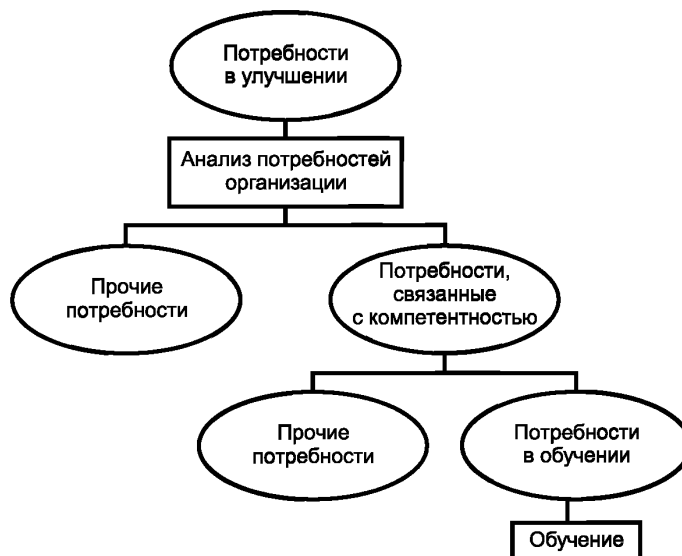 Потребности
в улучшении
Анализ потребностей
организации
Прочие
потребности
Потребности,
связанные
с компетентностью
Прочие
потребности
Потребности
в обучении
Обучение